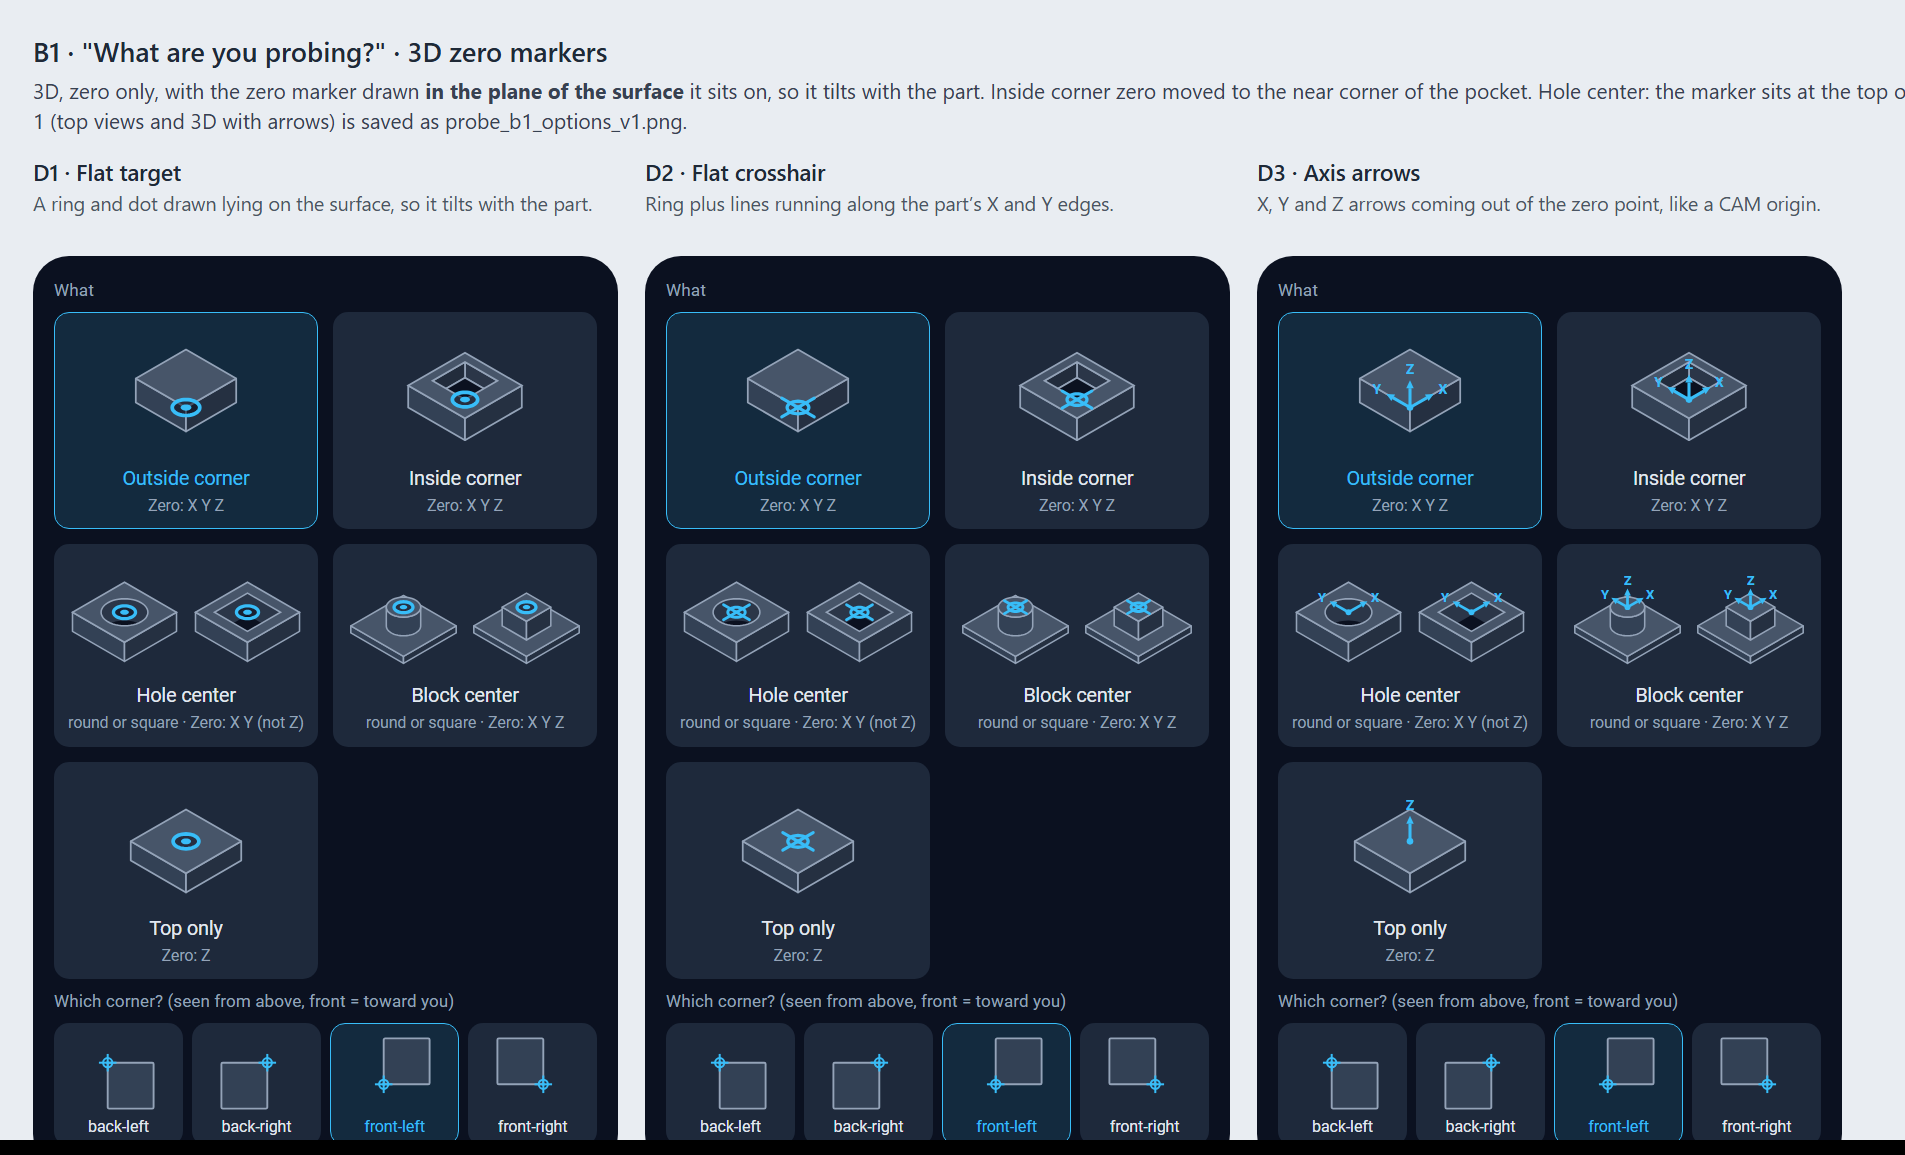 B1 · "What are you probing?" · 3D zero markers
3D, zero only, with the zero marker drawn in the plane of the surface it sits on, so it tilts with the part. Inside corner zero moved to the near corner of the pocket. Hole center: the marker sits at the top o
1 (top views and 3D with arrows) is saved as probe_b1_options_v1.png.
D1 · Flat target
A ring and dot drawn lying on the surface, so it tilts with the part.
What
Outside corner
Zero: X Y Z
Inside corner
Zero: X Y Z
Hole center
round or square · Zero: X Y (not Z)
Block center
round or square · Zero: X Y Z
Top only
Zero: Z
Which corner? (seen from above, front = toward you)
back-left
back-right
front-left
front-right
D2 · Flat crosshair
Ring plus lines running along the part’s X and Y edges.
What
Outside corner
Zero: X Y Z
Inside corner
Zero: X Y Z
Hole center
round or square · Zero: X Y (not Z)
Block center
round or square · Zero: X Y Z
Top only
Zero: Z
Which corner? (seen from above, front = toward you)
back-left
back-right
front-left
front-right
D3 · Axis arrows
X, Y and Z arrows coming out of the zero point, like a CAM origin.
What
Z
Y X
Outside corner
Zero: X Y Z
Z
Y X
Inside corner
Zero: X Y Z
Y X
Y X
Hole center
round or square · Zero: X Y (not Z)
Z
Y X
Z
Y X
Block center
round or square · Zero: X Y Z
Z
Top only
Zero: Z
Which corner? (seen from above, front = toward you)
back-left
back-right
front-left
front-right